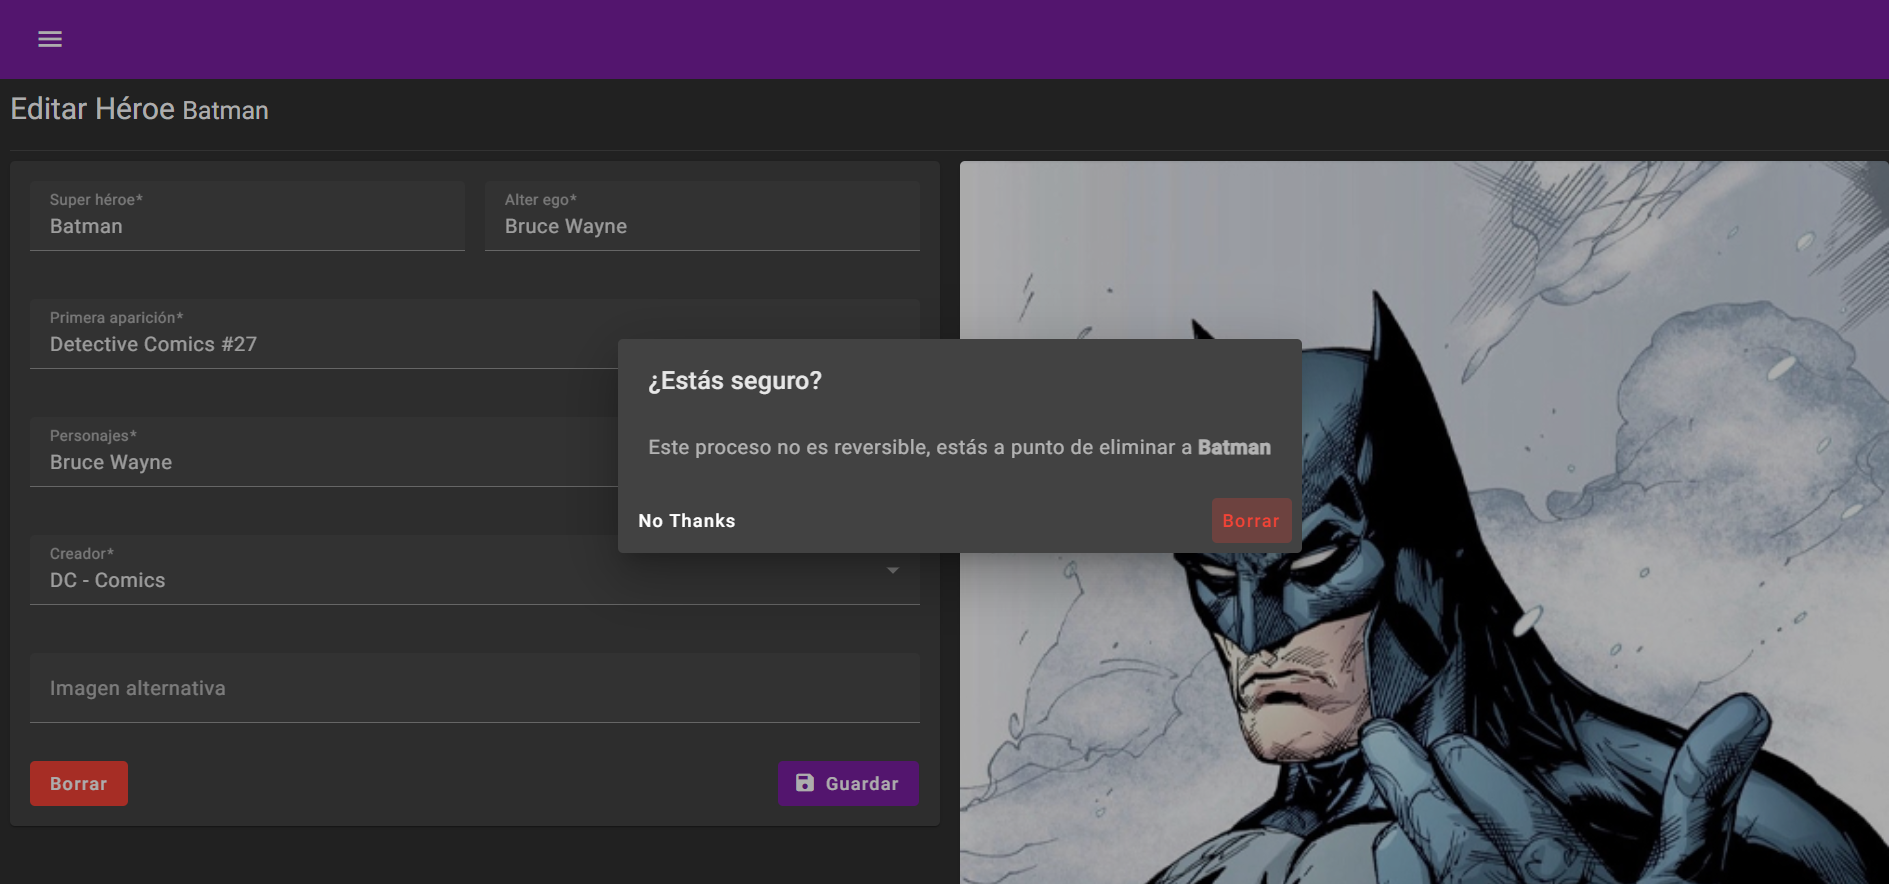 Editar Héroe Batman
Super héroe*
Batman
Alter ego*
Bruce Wayne
Primera aparición*
Detective Comics #27
Personajes*
Bruce Wayne
Creador*
DC - Comics
Imagen alternativa
Borrar
Guardar
¿Estás seguro?
Este proceso no es reversible, estás a punto de eliminar a Batman
No Thanks
Borrar